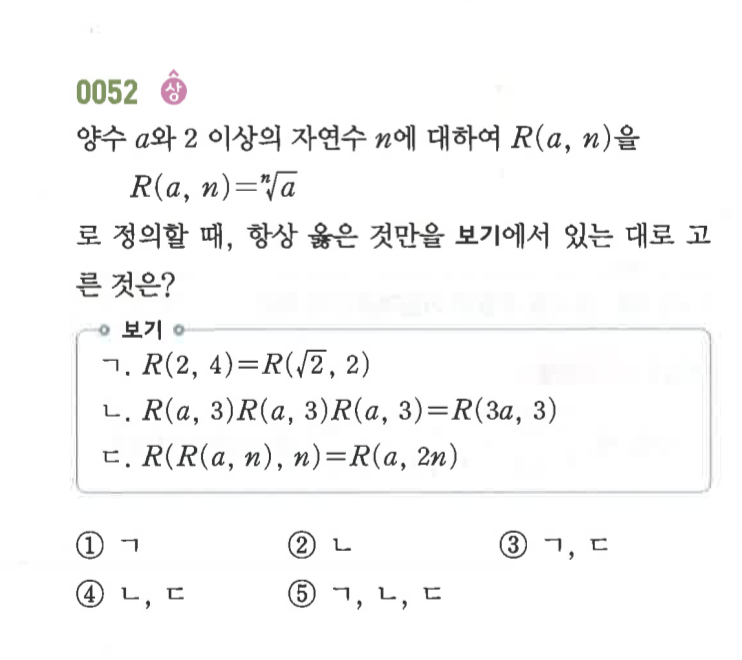 0052 상
양수 a와 2 이상의 자연수 n에 대하여 R(a, n)을
R(a, n)=ⁿ√a
로 정의할 때, 항상 옳은 것만을 보기에서 있는 대로 고
른 것은?
보기
ㄱ. R(2, 4)=R(√2, 2)
ㄴ. R(a, 3)R(a, 3)R(a, 3)=R(3a, 3)
ㄷ. R(R(a, n), n)=R(a, 2n)
① ㄱ ② ㄴ ③ ㄱ, ㄷ
④ ㄴ, ㄷ ⑤ ㄱ, ㄴ, ㄷ